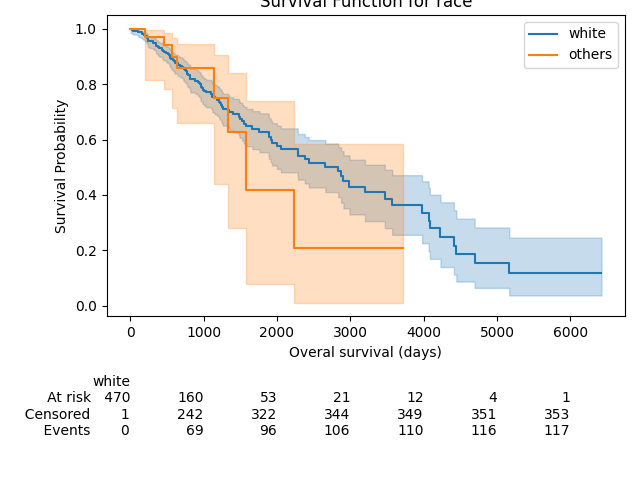 Survival Function for race
1.0
0.8
0.6
0.4
0.2
0.0
Survival Probability
white
others
0 1000 2000 3000 4000 5000 6000
Overal survival (days)
white
At risk 470 160 53 21 12 4 1
Censored 1 242 322 344 349 351 353
Events 0 69 96 106 110 116 117